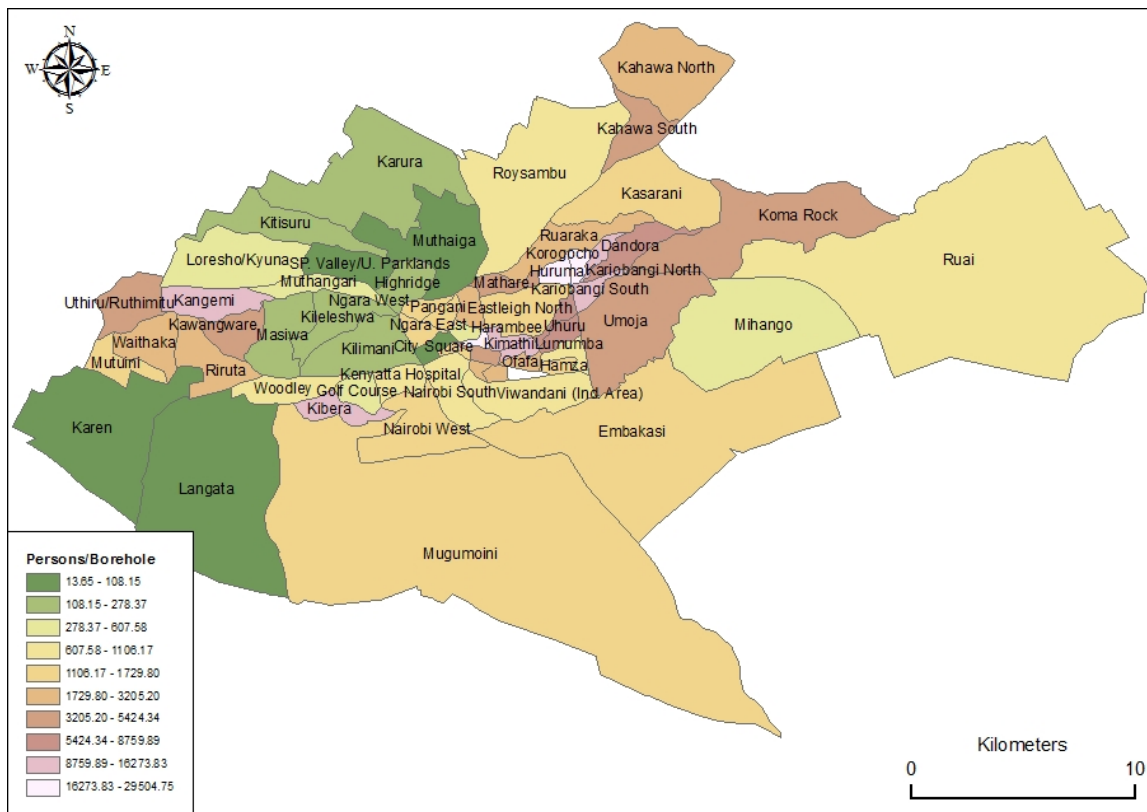 N
W E
S
Kahawa North
Kahawa South
Karura
Roysambu
Kasarani
Koma Rock
Kitisuru
Muthaiga
Ruaraka
Dandora
Korogocho
Loresho/Kyuna
SP. Valley/U. Parklands
Huruma
Kariobangi North
Ruai
Muthangari
Highridge
Mathare
Kariobangi South
Uthiru/Ruthimitu
Kangemi
Ngara West
Pangani
Eastleigh North
Kawangware
Kileleshwa
Ngara East
Harambee
Uhuru
Umoja
Mihango
Waithaka
Masiwa
Kilimani
City Square
Kimathi
Lumumba
Mutuini
Riruta
Kenyatta Hospital
Ofafa
Hamza
Woodley
Golf Course
Nairobi South
Viwandani (Ind. Area)
Kibera
Karen
Nairobi West
Embakasi
Langata
Mugumoini
Persons/Borehole
13.65 - 108.15
108.15 - 278.37
278.37 - 607.58
607.58 - 1106.17
1106.17 - 1729.80
1729.80 - 3205.20
3205.20 - 5424.34
5424.34 - 8759.89
8759.89 - 16273.83
16273.83 - 29504.75
Kilometers
0 10